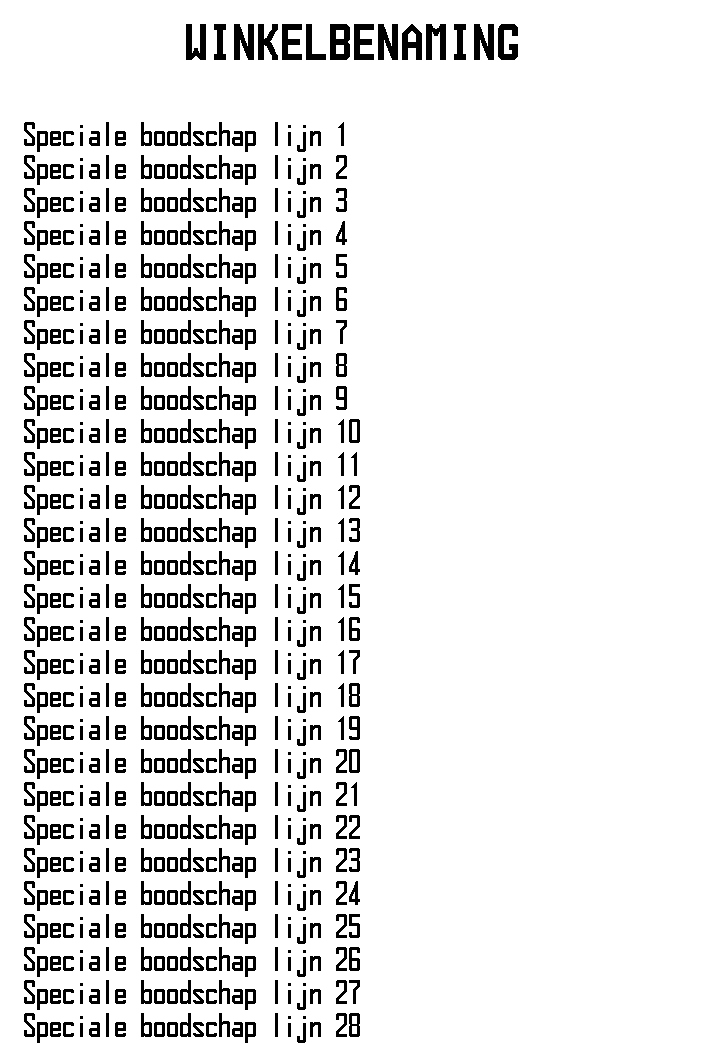 WINKELBENAMING
Speciale boodschap lijn 1
Speciale boodschap lijn 2
Speciale boodschap lijn 3
Speciale boodschap lijn 4
Speciale boodschap lijn 5
Speciale boodschap lijn 6
Speciale boodschap lijn 7
Speciale boodschap lijn 8
Speciale boodschap lijn 9
Speciale boodschap lijn 10
Speciale boodschap lijn 11
Speciale boodschap lijn 12
Speciale boodschap lijn 13
Speciale boodschap lijn 14
Speciale boodschap lijn 15
Speciale boodschap lijn 16
Speciale boodschap lijn 17
Speciale boodschap lijn 18
Speciale boodschap lijn 19
Speciale boodschap lijn 20
Speciale boodschap lijn 21
Speciale boodschap lijn 22
Speciale boodschap lijn 23
Speciale boodschap lijn 24
Speciale boodschap lijn 25
Speciale boodschap lijn 26
Speciale boodschap lijn 27
Speciale boodschap lijn 28